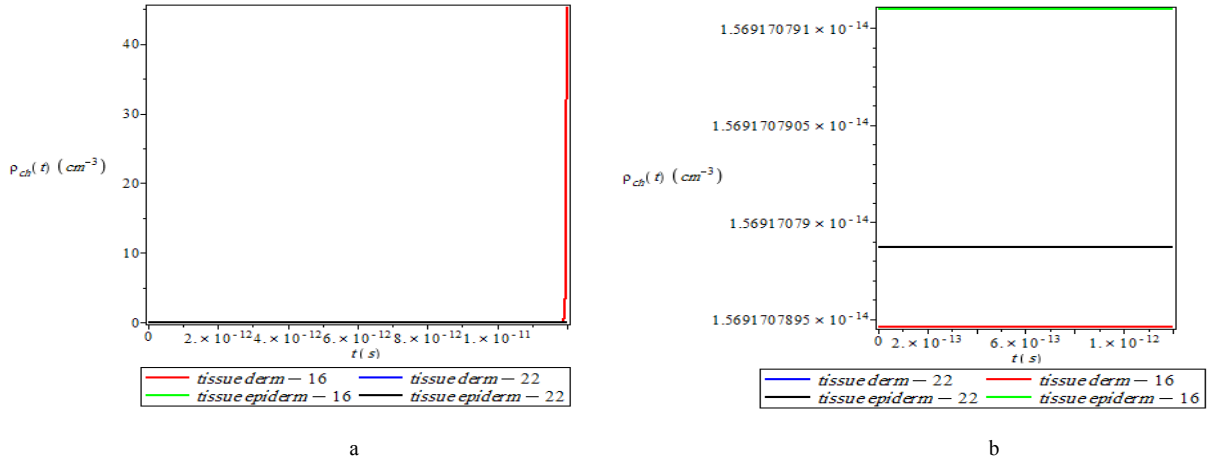 40
30
ρ_ch(t) (cm⁻³)
20
10
0
0 2.×10⁻¹² 4.×10⁻¹² 6.×10⁻¹² 8.×10⁻¹² 1.×10⁻¹¹
t(s)
tissue derm − 16 tissue derm − 22
tissue epiderm − 16 tissue epiderm − 22
a
1.569170791 × 10⁻¹⁴
1.5691707905 × 10⁻¹⁴
ρ_ch(t) (cm⁻³)
1.56917079 × 10⁻¹⁴
1.5691707895 × 10⁻¹⁴
0 2.×10⁻¹³ 6.×10⁻¹³ 1.×10⁻¹²
t(s)
tissue derm − 22 tissue derm − 16
tissue epiderm − 22 tissue epiderm − 16
b